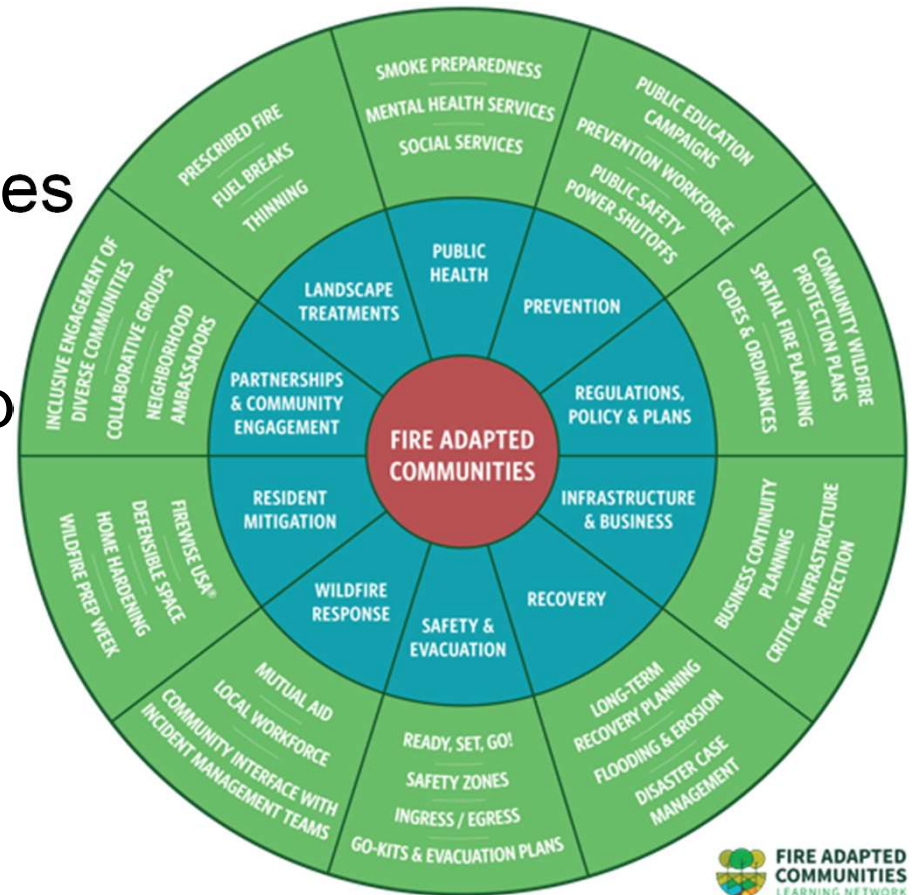 es
o
FIRE ADAPTED
COMMUNITIES
PUBLIC
HEALTH
SMOKE PREPAREDNESS
MENTAL HEALTH SERVICES
SOCIAL SERVICES
PREVENTION
PUBLIC EDUCATION
CAMPAIGNS
PREVENTION WORKFORCE
PUBLIC SAFETY
POWER SHUTOFFS
REGULATIONS,
POLICY & PLANS
COMMUNITY WILDFIRE
PROTECTION PLANS
SPATIAL FIRE PLANNING
CODES & ORDINANCES
INFRASTRUCTURE
& BUSINESS
BUSINESS CONTINUITY
PLANNING
CRITICAL INFRASTRUCTURE
PROTECTION
RECOVERY
LONG-TERM
RECOVERY PLANNING
FLOODING & EROSION
DISASTER CASE
MANAGEMENT
SAFETY &
EVACUATION
READY, SET, GO!
SAFETY ZONES
INGRESS / EGRESS
GO-KITS & EVACUATION PLANS
WILDFIRE
RESPONSE
MUTUAL AID
LOCAL WORKFORCE
COMMUNITY INTERFACE WITH
INCIDENT MANAGEMENT TEAMS
RESIDENT
MITIGATION
FIREWISE USA®
DEFENSIBLE SPACE
HOME HARDENING
WILDFIRE PREP WEEK
PARTNERSHIPS
& COMMUNITY
ENGAGEMENT
INCLUSIVE ENGAGEMENT OF
DIVERSE COMMUNITIES
COLLABORATIVE GROUPS
NEIGHBORHOOD
AMBASSADORS
LANDSCAPE
TREATMENTS
PRESCRIBED FIRE
FUEL BREAKS
THINNING
FIRE ADAPTED
COMMUNITIES
LEARNING NETWORK